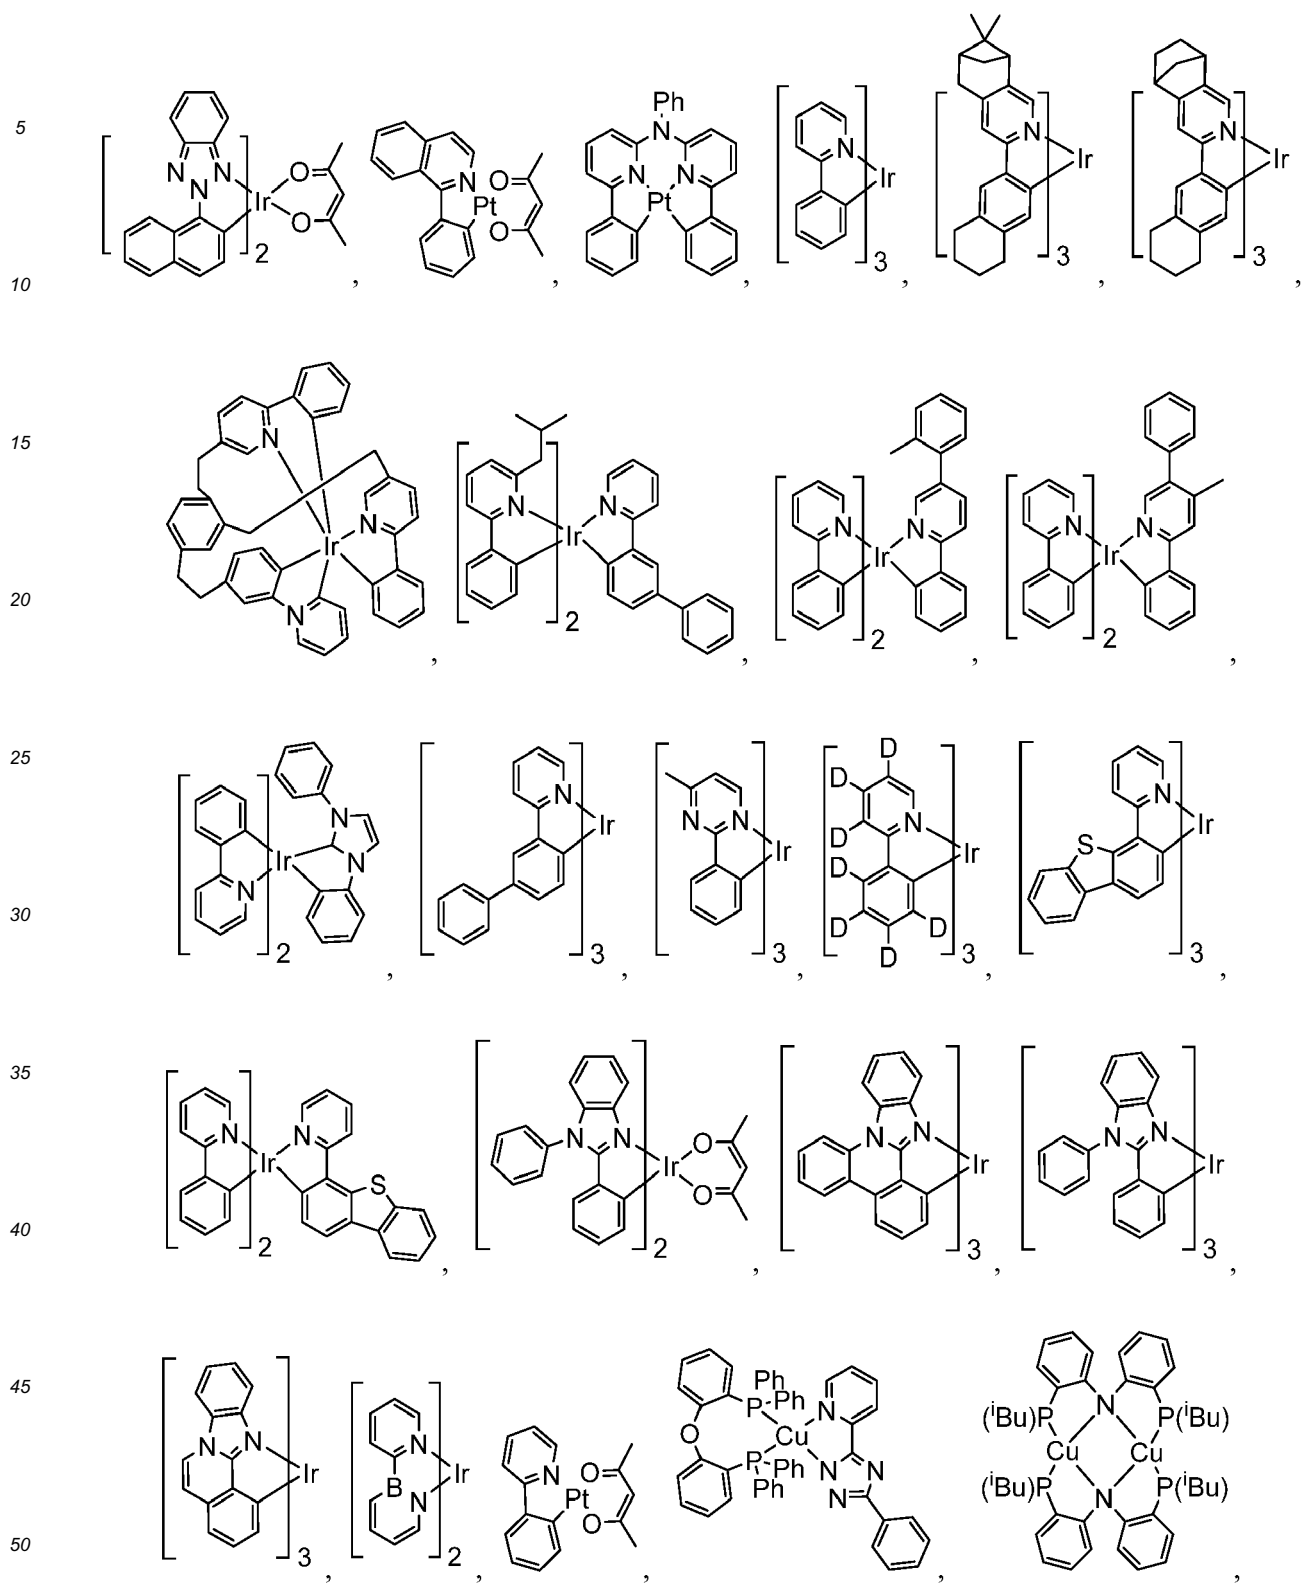 Ph
5
N N N N
N N Pt N N Ir Ir Ir
Ir O O Pt O O N N Pt
2 3 3 3
10 , , , , , ,
15
N N N N N N N
Ir Ir Ir Ir
20 N 2 2 2
, , , ,
25 D
D D
N N N N N N
Ir N Ir Ir D Ir S Ir
N D
30 D D D
2 3 3 3 3
, , , , ,
35
N N N N O N N N N
Ir S Ir O Ir Ir
40 2 2 3 3
, , , ,
45 Ph Ph
P N (iBu)P N P(iBu)
N N Ir N Ir N O Cu Cu Cu
B N Pt O O P N N N (iBu)P N P(iBu)
Ph Ph
50 3 2
, , , , ,